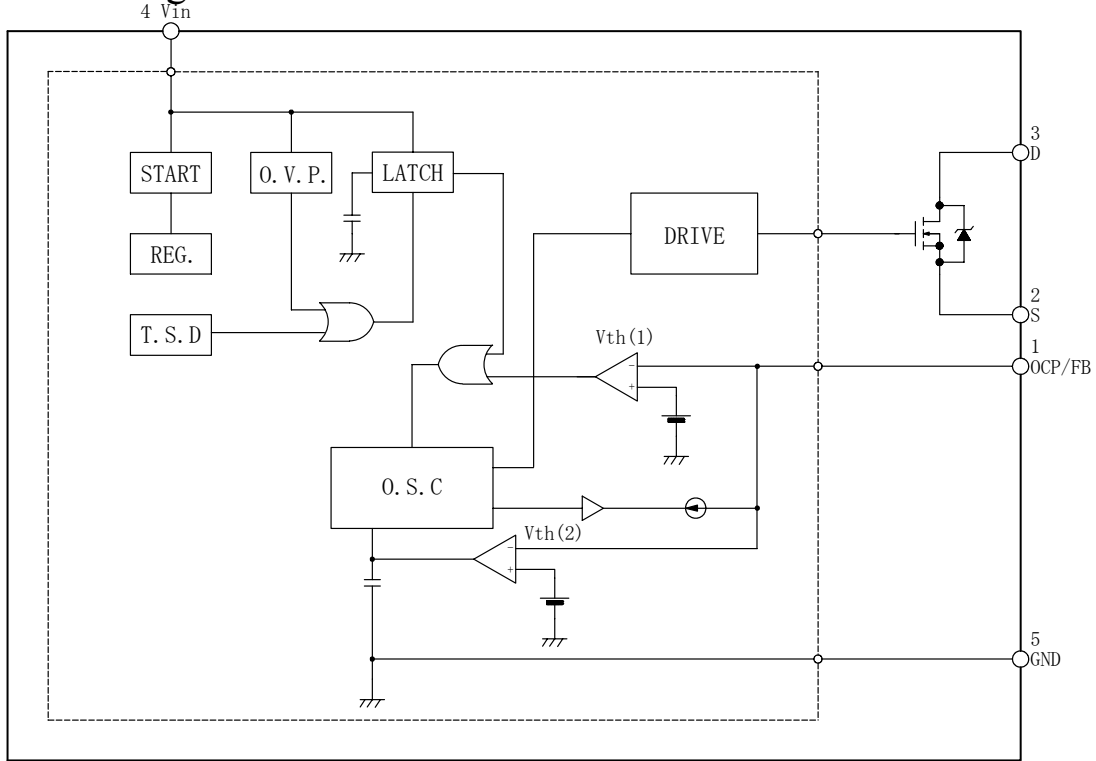 4 Vin
START
O.V.P.
LATCH
REG.
T.S.D
DRIVE
3
D
2
S
1
OCP/FB
Vth(1)
-
+
O.S.C
Vth(2)
-
+
5
GND